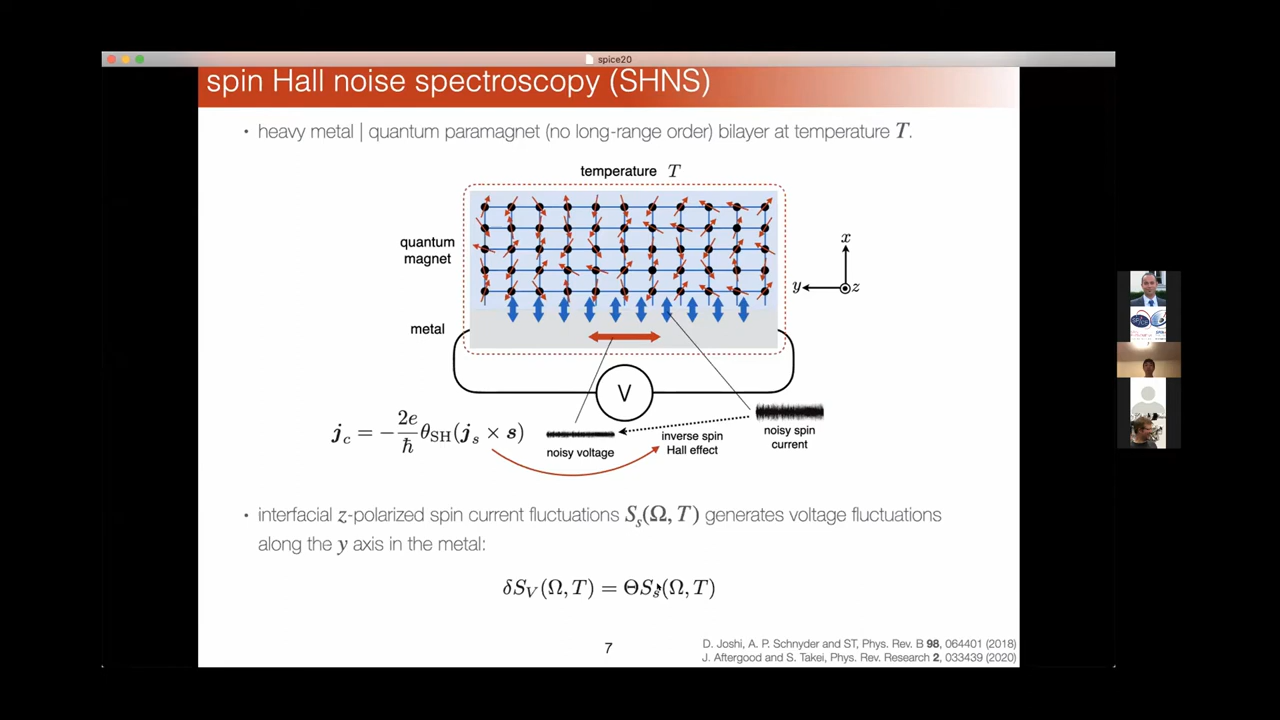 spice20
spin Hall noise spectroscopy (SHNS)
• heavy metal | quantum paramagnet (no long-range order) bilayer at temperature T.
temperature T
quantum
magnet
x
y
z
metal
V
j_c = −2e/ħ θ_SH(j_s × s)
noisy voltage
inverse spin
Hall effect
noisy spin
current
• interfacial z-polarized spin current fluctuations S_s(Ω, T) generates voltage fluctuations
along the y axis in the metal:
δS_V(Ω, T) = ΘS_s(Ω, T)
7
D. Joshi, A. P. Schnyder and ST, Phys. Rev. B 98, 064401 (2018)
J. Aftergood and S. Takei, Phys. Rev. Research 2, 033439 (2020)